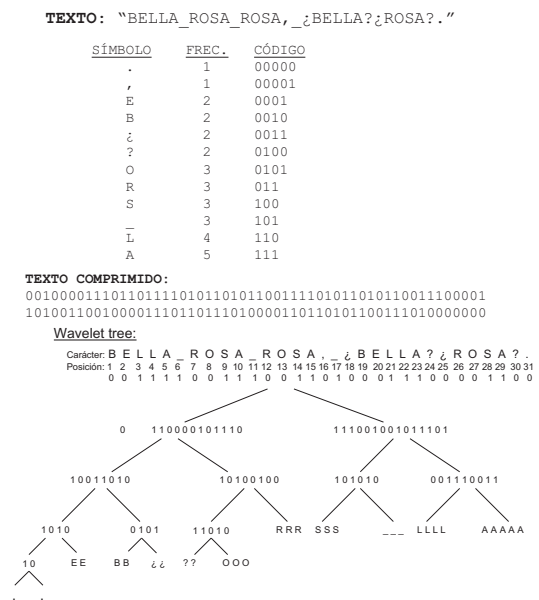 TEXTO: “BELLA_ROSA_ROSA,_¿BELLA?¿ROSA?.”
SÍMBOLO FREC. CÓDIGO
. 1 00000
, 1 00001
E 2 0001
B 2 0010
¿ 2 0011
? 2 0100
O 3 0101
R 3 011
S 3 100
_ 3 101
L 4 110
A 5 111
TEXTO COMPRIMIDO:
001000011101101111010110101100111101011010110011100001
101001100100001110110111010000110110101100111010000000
Wavelet tree:
Carácter: B E L L A _ R O S A _ R O S A , _ ¿ B E L L A ? ¿ R O S A ? .
Posición: 1 2 3 4 5 6 7 8 9 10 11 12 13 14 15 16 17 18 19 20 21 22 23 24 25 26 27 28 29 30 31
0 0 1 1 1 1 0 0 1 1 1 0 0 1 1 0 1 0 0 0 1 1 1 0 0 0 0 1 1 0 0
0 110000101110 111001001011101
10011010 10100100 101010 001110011
1010 0101 11010 RRR SSS ___ LLLL AAAAA
10 EE BB ¿¿ ?? OOO